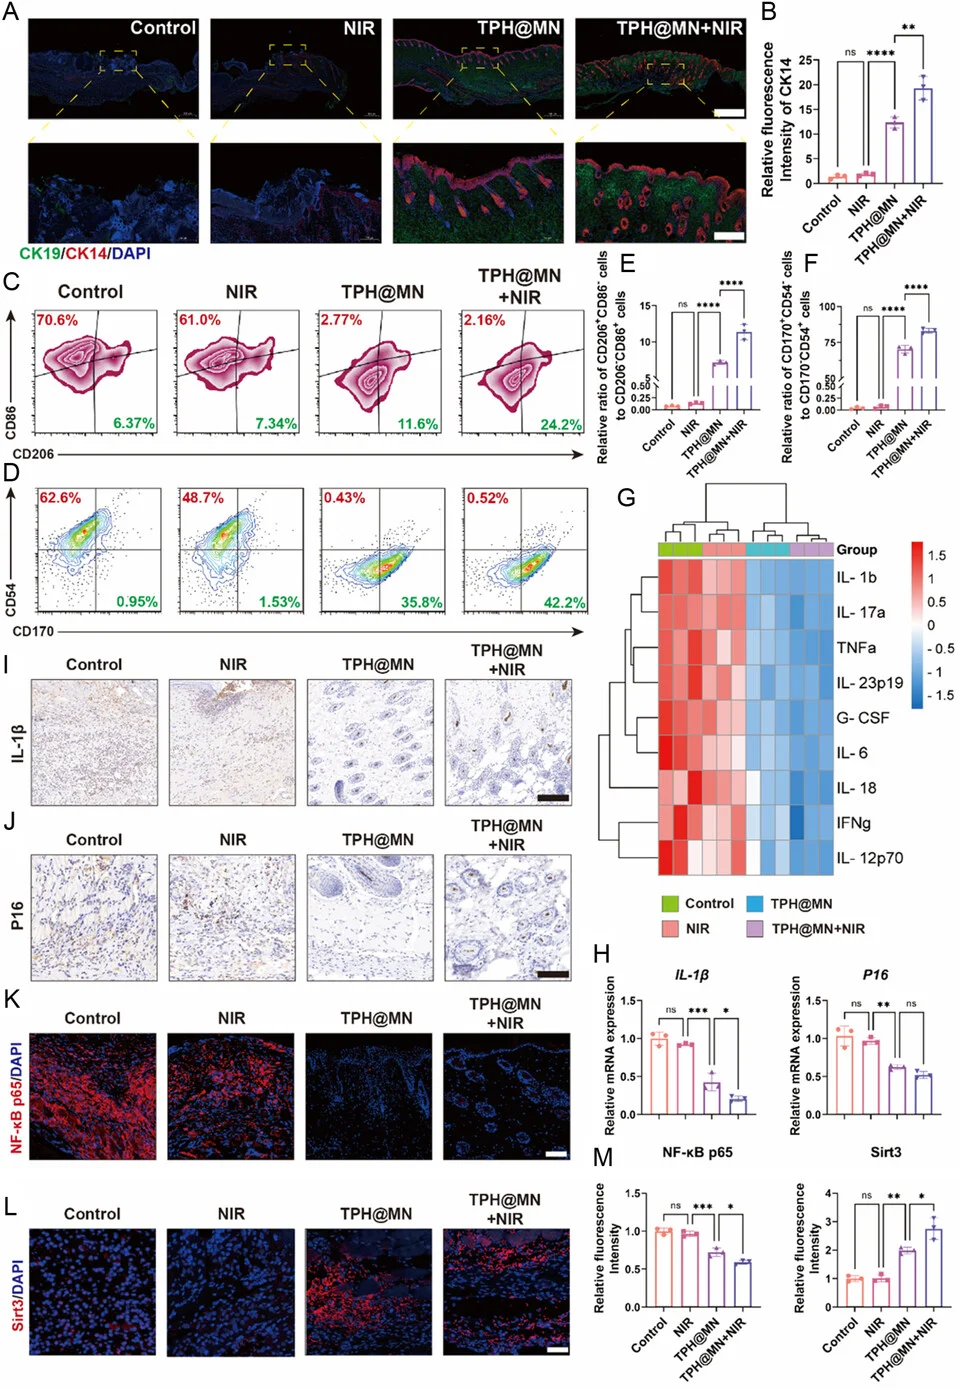 A
Control
NIR
TPH@MN
TPH@MN+NIR
CK19/CK14/DAPI
B
Relative fluorescence
Intensity of CK14
25
20
15
10
5
0
ns
****
**
Control
NIR
TPH@MN
TPH@MN+NIR
C
Control
NIR
TPH@MN
TPH@MN
+NIR
70.6%
61.0%
2.77%
2.16%
6.37%
7.34%
11.6%
24.2%
CD86
CD206
D
62.6%
48.7%
0.43%
0.52%
0.95%
1.53%
35.8%
42.2%
CD54
CD170
E
Relative ratio of CD206+CD86- cells
to CD206-CD86+ cells
15
10
5
0.50
0.25
0.00
ns
****
****
Control
NIR
TPH@MN
TPH@MN+NIR
F
Relative ratio of CD170+CD54- cells
to CD170-CD54+ cells
100
75
50
0.50
0.25
0.00
ns
****
****
Control
NIR
TPH@MN
TPH@MN+NIR
G
Group
IL- 1b
IL- 17a
TNFa
IL- 23p19
G- CSF
IL- 6
IL- 18
IFNg
IL- 12p70
1.5
1
0.5
0
- 0.5
- 1
- 1.5
Control
TPH@MN
NIR
TPH@MN+NIR
I
Control
NIR
TPH@MN
TPH@MN
+NIR
IL-1β
J
Control
NIR
TPH@MN
TPH@MN
+NIR
P16
H
IL-1β
Relative mRNA expression
1.5
1.0
0.5
0.0
ns
***
*
P16
Relative mRNA expression
1.5
1.0
0.5
0.0
ns
**
ns
K
Control
NIR
TPH@MN
TPH@MN
+NIR
NF-κB p65/DAPI
L
Control
NIR
TPH@MN
TPH@MN
+NIR
Sirt3/DAPI
M
NF-κB p65
Relative fluorescence
Intensity
1.5
1.0
0.5
0.0
ns
***
*
Control
NIR
TPH@MN
TPH@MN+NIR
Sirt3
Relative fluorescence
Intensity
4
3
2
1
0
ns
**
*
Control
NIR
TPH@MN
TPH@MN+NIR